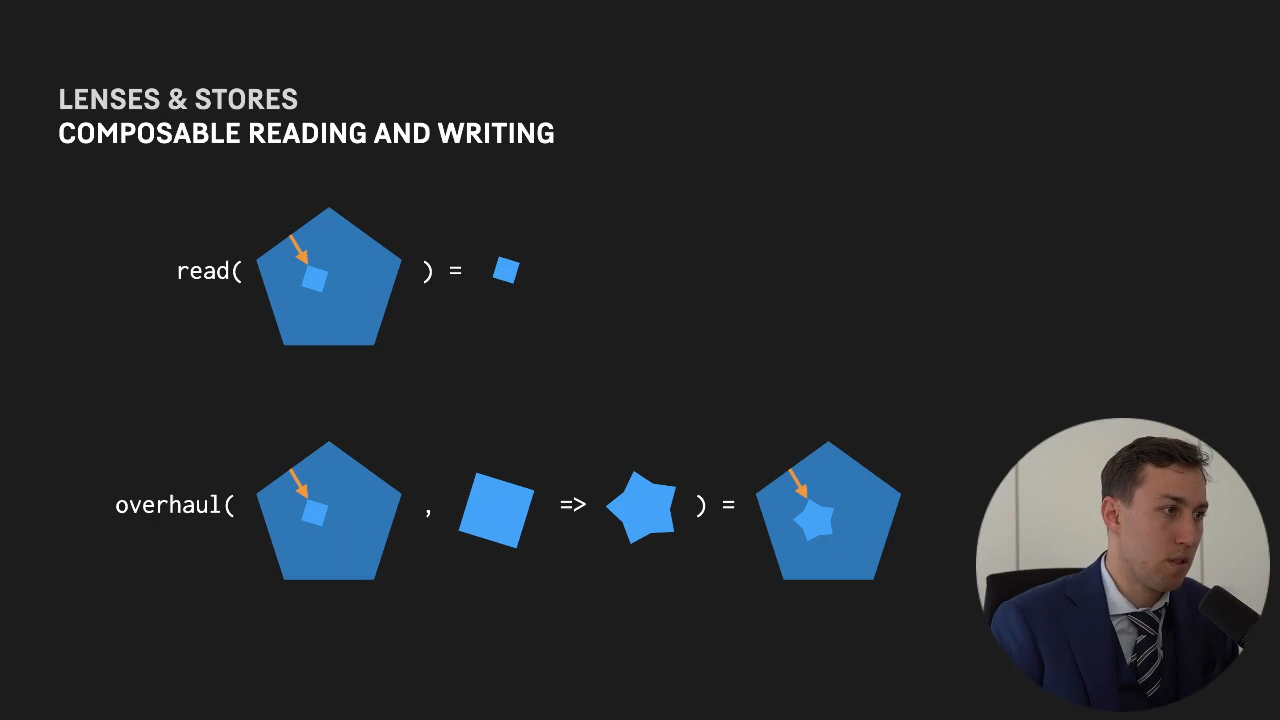 LENSES & STORES
COMPOSABLE READING AND WRITING
read( ) =
overhaul( , => ) =